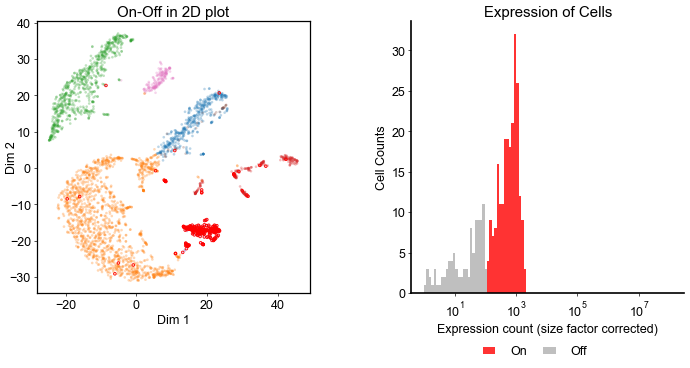 On-Off in 2D plot
40
30
20
10
0
−10
−20
−30
Dim 2
−20 0 20 40
Dim 1
Expression of Cells
30
25
20
15
10
5
0
Cell Counts
10^1 10^3 10^5 10^7
Expression count (size factor corrected)
On Off